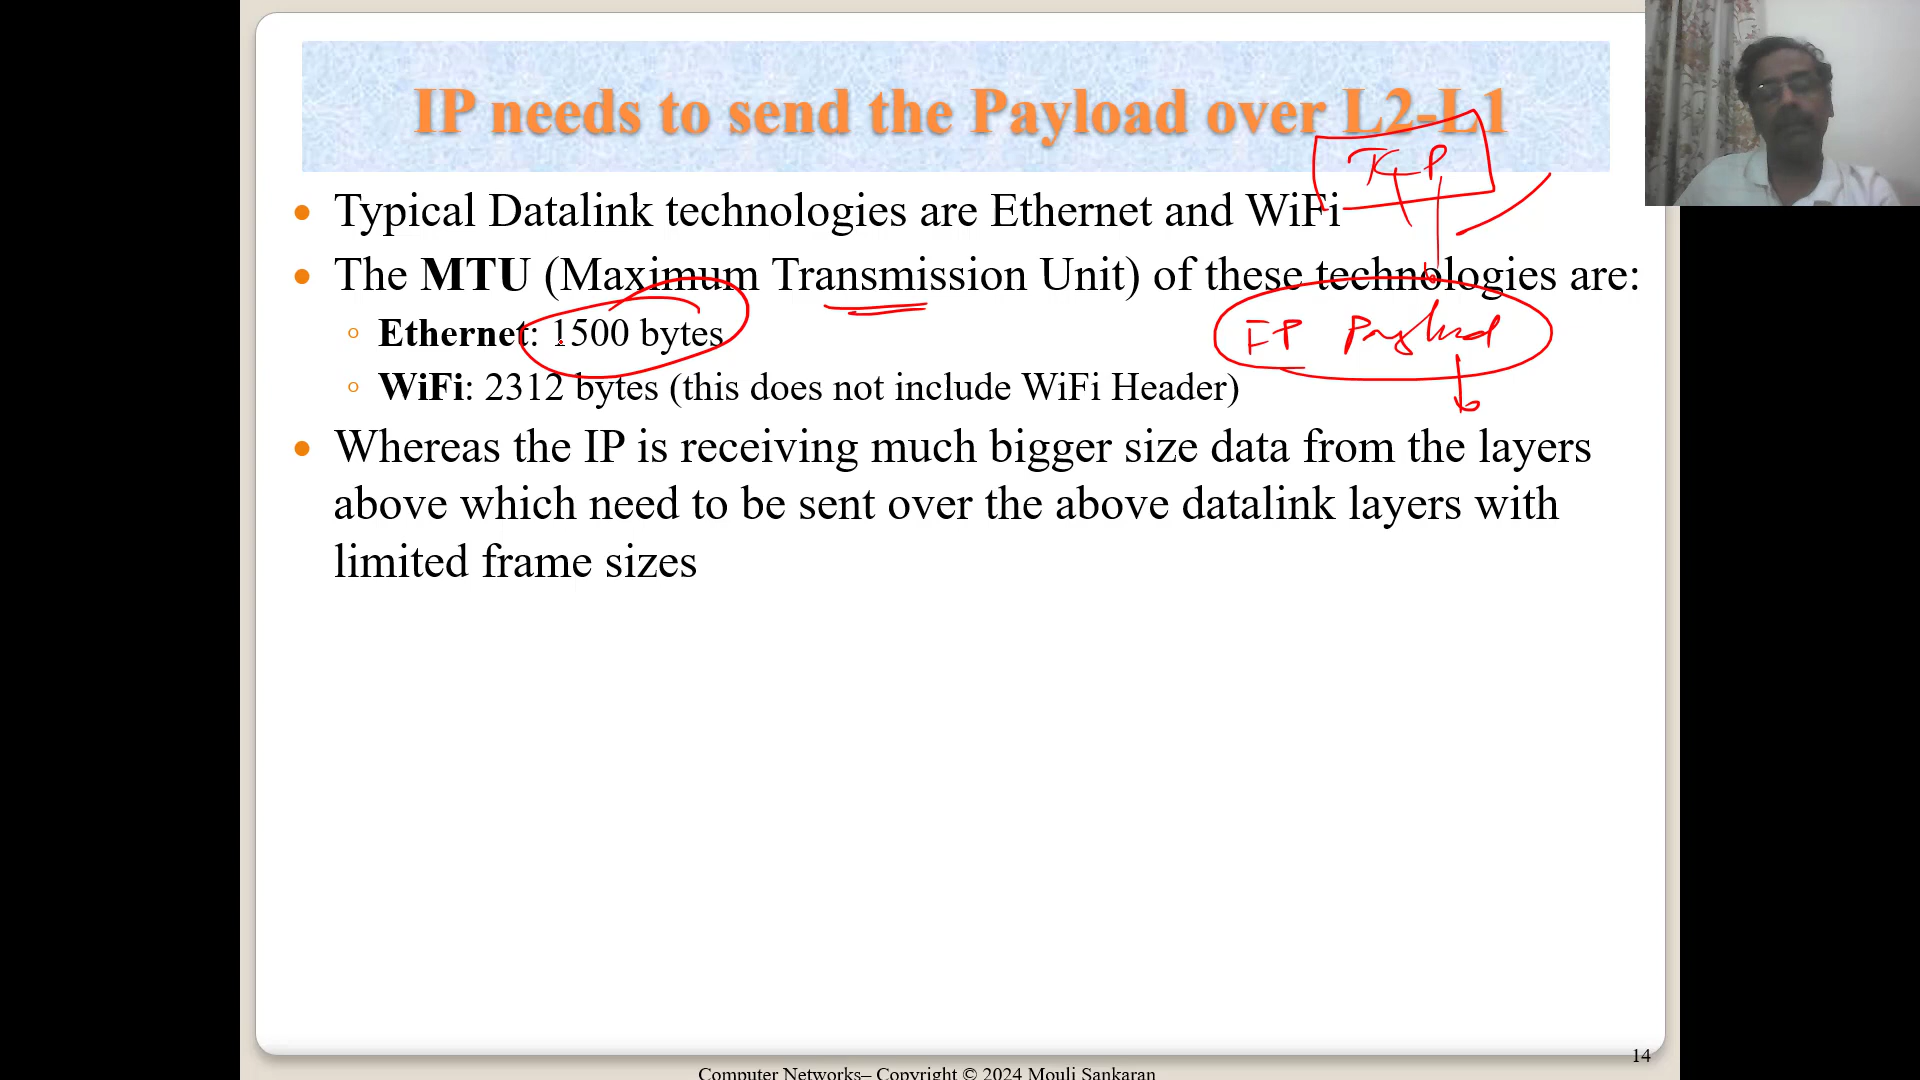 IP needs to send the Payload over L2-L1
TCP
• Typical Datalink technologies are Ethernet and WiFi
• The MTU (Maximum Transmission Unit) of these technologies are:
◦ Ethernet: 1500 bytes
IP Payload
◦ WiFi: 2312 bytes (this does not include WiFi Header)
• Whereas the IP is receiving much bigger size data from the layers
above which need to be sent over the above datalink layers with
limited frame sizes
14
Computer Networks– Copyright © 2024 Mouli Sankaran